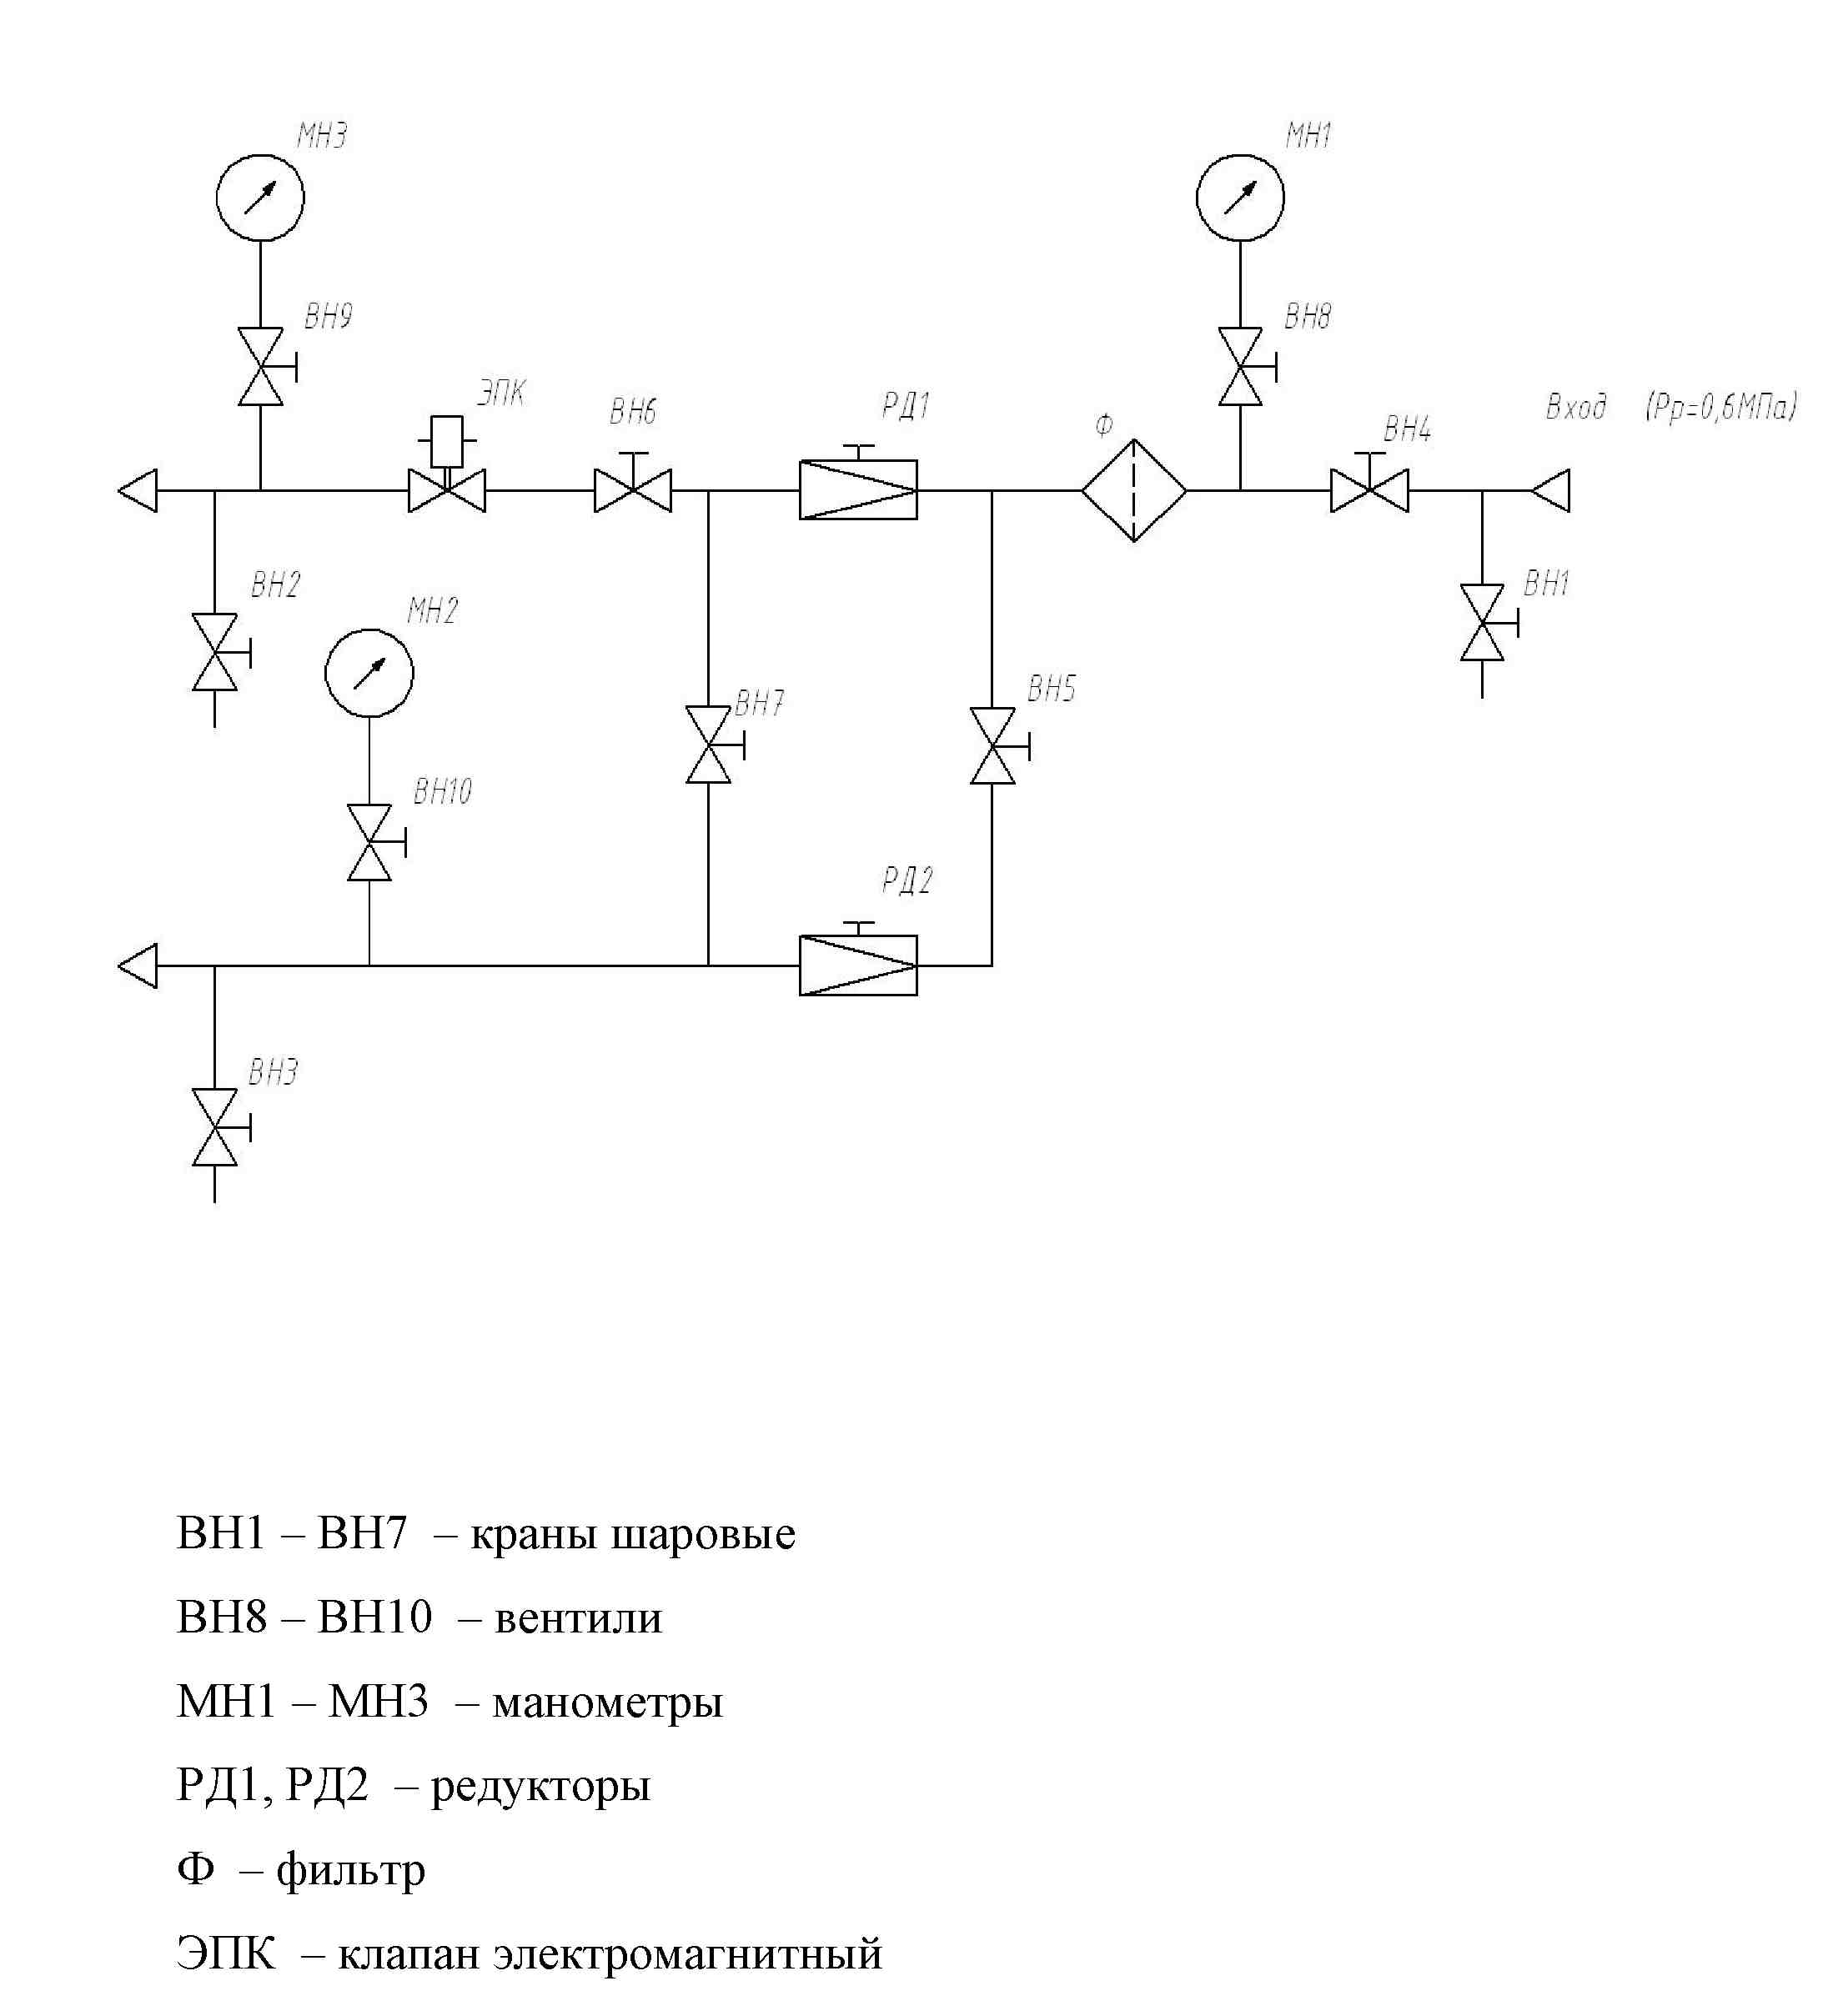 МН3
МН1
ВН9
ВН8
ЭПК
ВН6
РД1
Ф
ВН4
Вход (Рр=0,6МПа)
ВН2
МН2
ВН1
ВН7
ВН5
ВН10
РД2
ВН3
ВН1 – ВН7 – краны шаровые
ВН8 – ВН10 – вентили
МН1 – МН3 – манометры
РД1, РД2 – редукторы
Ф – фильтр
ЭПК – клапан электромагнитный